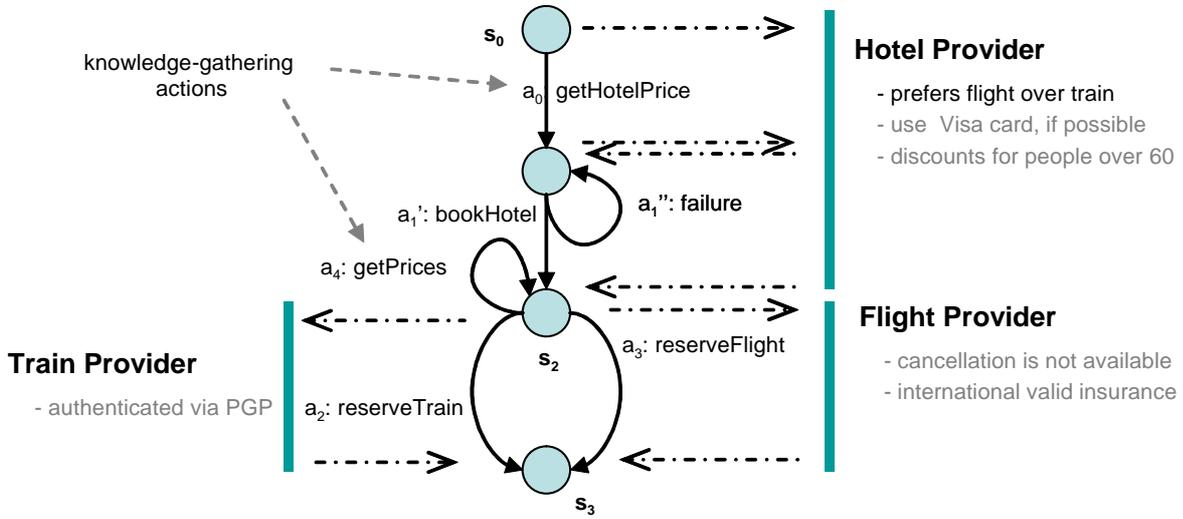 s0
Hotel Provider
knowledge-gathering
actions
a0: getHotelPrice
- prefers flight over train
- use Visa card, if possible
- discounts for people over 60
a1'': failure
a1': bookHotel
a4: getPrices
Flight Provider
a3: reserveFlight
s2
Train Provider
- cancellation is not available
- international valid insurance
- authenticated via PGP
a2: reserveTrain
s3